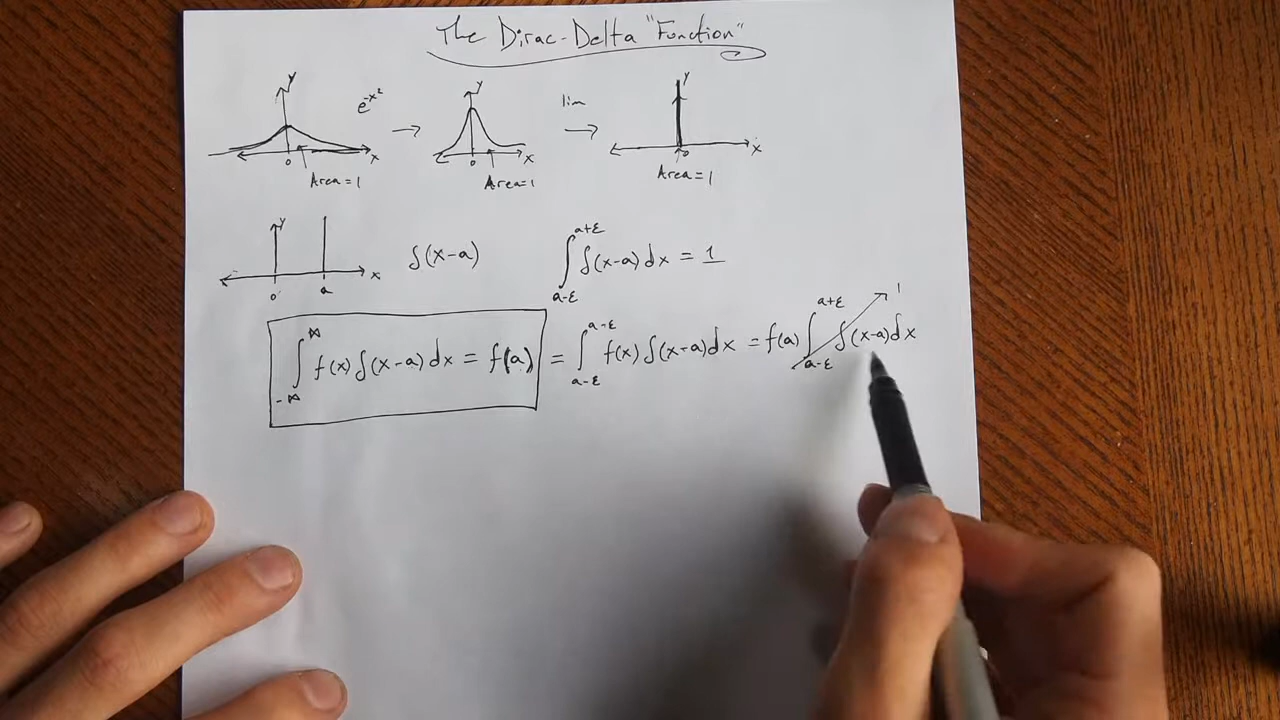 The Dirac-Delta "Function"
y e^{-x²} y lim y
→ →
0 x 0 x 0 x
Area=1 Area=1 Area=1
y δ(x-a) ∫_{a-ε}^{a+ε} δ(x-a)dx = 1
0 a x
∫_{-∞}^{∞} f(x)δ(x-a)dx = f(a) = ∫_{a-ε}^{a-ε} f(x)δ(x-a)dx = f(a)∫_{a-ε}^{a+ε} δ(x-a)dx 1